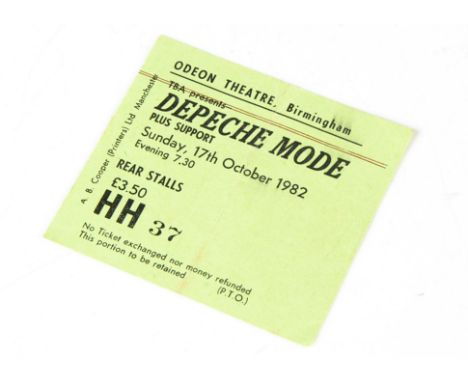 ODEON THEATRE, Birmingham
TBA presents
DEPECHE MODE
PLUS SUPPORT
Sunday, 17th October 1982
Evening 7.30
REAR STALLS
£3.50
HH 37
No Ticket exchanged nor money refunded
This portion to be retained
(P.T.O.)
A. B. Cooper (Printers) Ltd Manchester